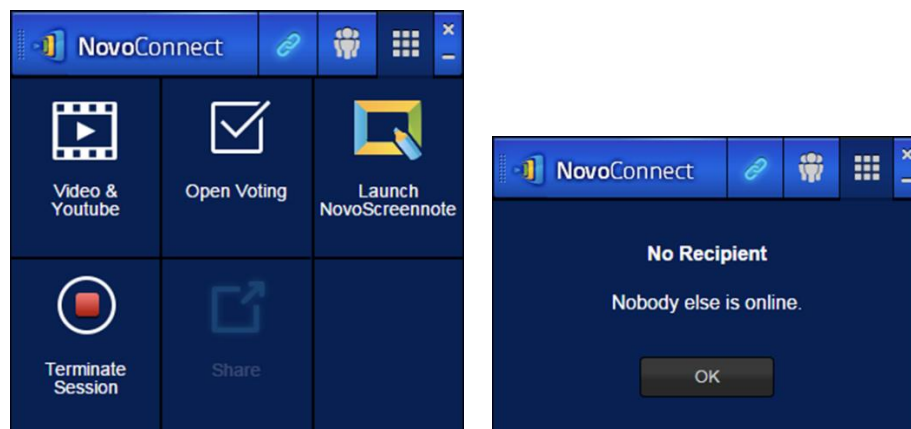 NovoConnect
Video &
Youtube
Open Voting
Launch
NovoScreennote
Terminate
Session
Share
NovoConnect
No Recipient
Nobody else is online.
OK